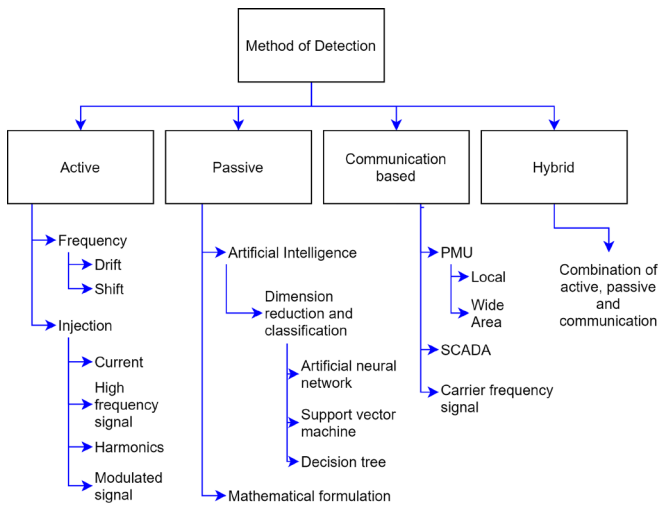 Method of Detection
Active
Passive
Communication
based
Hybrid
Frequency
Drift
Shift
Injection
Current
High
frequency
signal
Harmonics
Modulated
signal
Artificial Intelligence
Dimension
reduction and
classification
Artificial neural
network
Support vector
machine
Decision tree
Mathematical formulation
PMU
Local
Wide
Area
SCADA
Carrier frequency
signal
Combination of
active, passive
and
communication